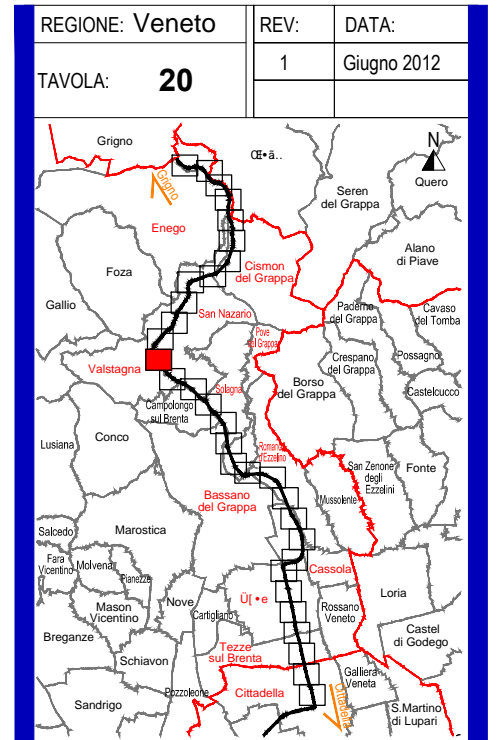 REGIONE: Veneto
REV:
DATA:
TAVOLA: 20
1
Giugno 2012
Grigno
N
Quero
Grigno
Seren
del Grappa
Enego
Alano
di Piave
Cismon
del Grappa
Foza
Gallio
San Nazario
Paderno
del Grappa
Cavaso
del Tomba
Pove
del Grappa
Crespano
del Grappa
Possagno
Valstagna
Solagna
Borso
del Grappa
Castelcucco
Campolongo
sul Brenta
Lusiana
Conco
Romano
d'Ezzelino
San Zenone
degli
Ezzelini
Fonte
Bassano
del Grappa
Mussolente
Salcedo
Marostica
Fara
Vicentino
Molvena
Pianezze
Cassola
Loria
Mason
Vicentino
Nove
Cartigliano
Rossano
Veneto
Breganze
Castel
di Godego
Schiavon
Tezze
sul Brenta
Galliera
Veneta
Pozzoleone
Cittadella
Cittadella
Sandrigo
S.Martino
di Lupari